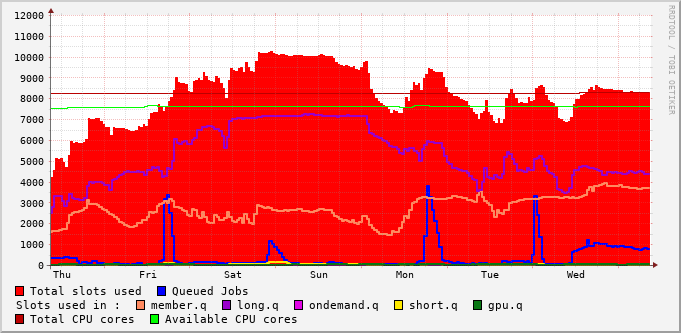 12000
11000
10000
9000
8000
7000
6000
5000
4000
3000
2000
1000
0
Thu Fri Sat Sun Mon Tue Wed
Total slots used Queued Jobs
Slots used in : member.q long.q ondemand.q short.q gpu.q
Total CPU cores Available CPU cores
RRDTOOL / TOBI OETIKER